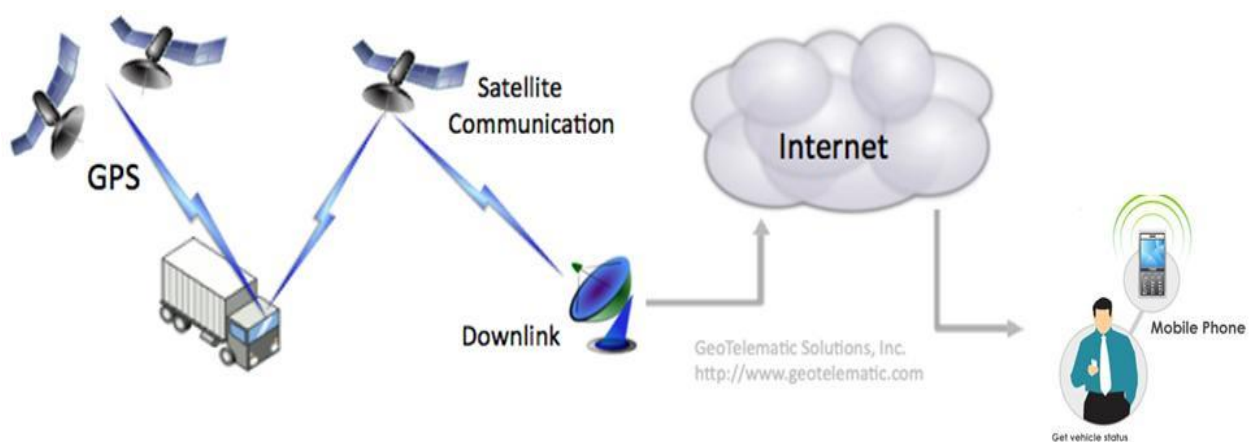 GPS
Satellite
Communication
Downlink
Internet
GeoTelematic Solutions, Inc.
http://www.geotelematic.com
Mobile Phone
Get vehicle status